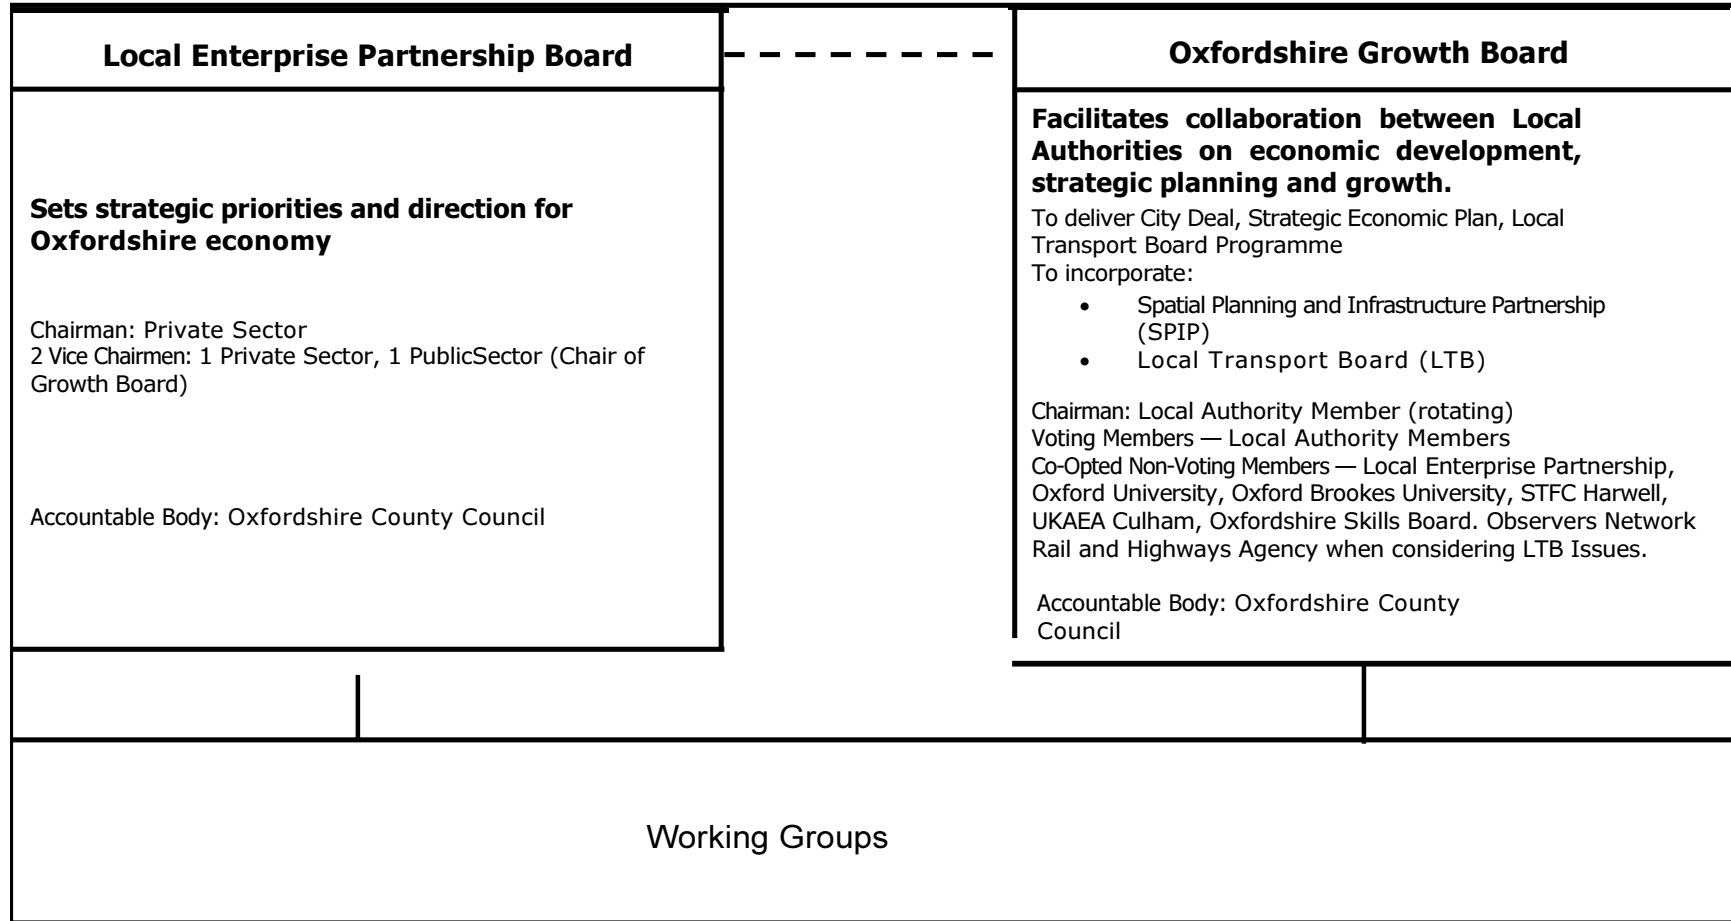 Local Enterprise Partnership Board
Sets strategic priorities and direction for
Oxfordshire economy
Chairman: Private Sector
2 Vice Chairmen: 1 Private Sector, 1 PublicSector (Chair of
Growth Board)
Accountable Body: Oxfordshire County Council
Oxfordshire Growth Board
Facilitates collaboration between Local
Authorities on economic development,
strategic planning and growth.
To deliver City Deal, Strategic Economic Plan, Local
Transport Board Programme
To incorporate:
• Spatial Planning and Infrastructure Partnership
(SPIP)
• Local Transport Board (LTB)
Chairman: Local Authority Member (rotating)
Voting Members — Local Authority Members
Co-Opted Non-Voting Members — Local Enterprise Partnership,
Oxford University, Oxford Brookes University, STFC Harwell,
UKAEA Culham, Oxfordshire Skills Board. Observers Network
Rail and Highways Agency when considering LTB Issues.
Accountable Body: Oxfordshire County
Council
Working Groups